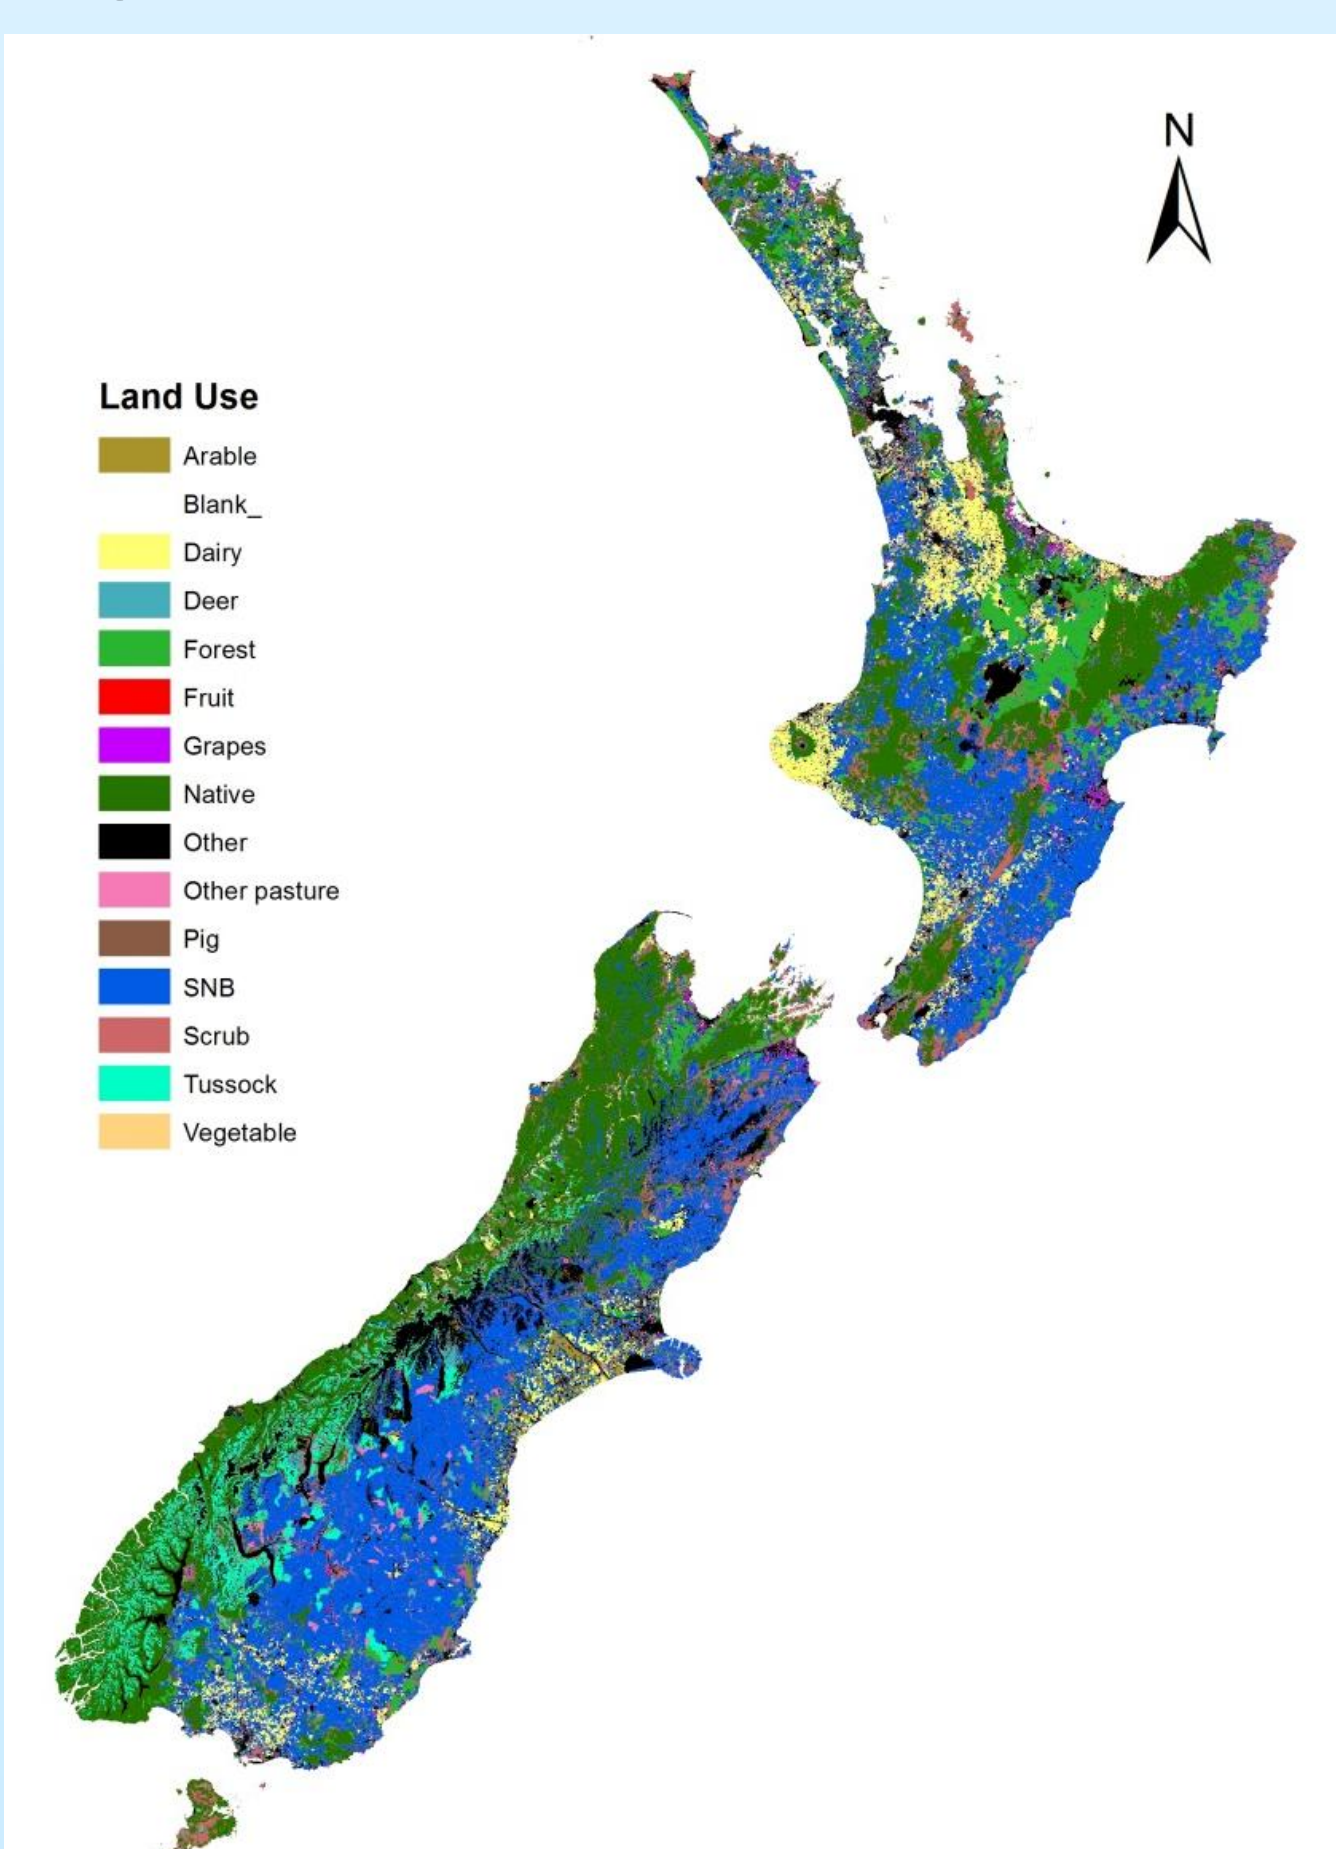 N
Land Use
Arable
Blank_
Dairy
Deer
Forest
Fruit
Grapes
Native
Other
Other pasture
Pig
SNB
Scrub
Tussock
Vegetable